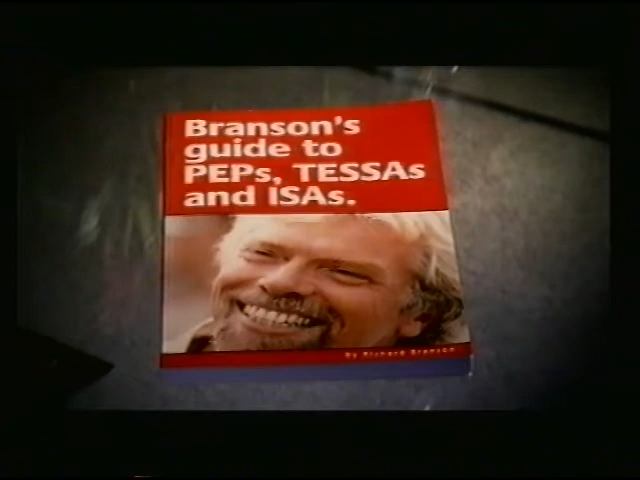 Branson's
guide to
PEPs, TESSAs
and ISAs.
by Richard Branson